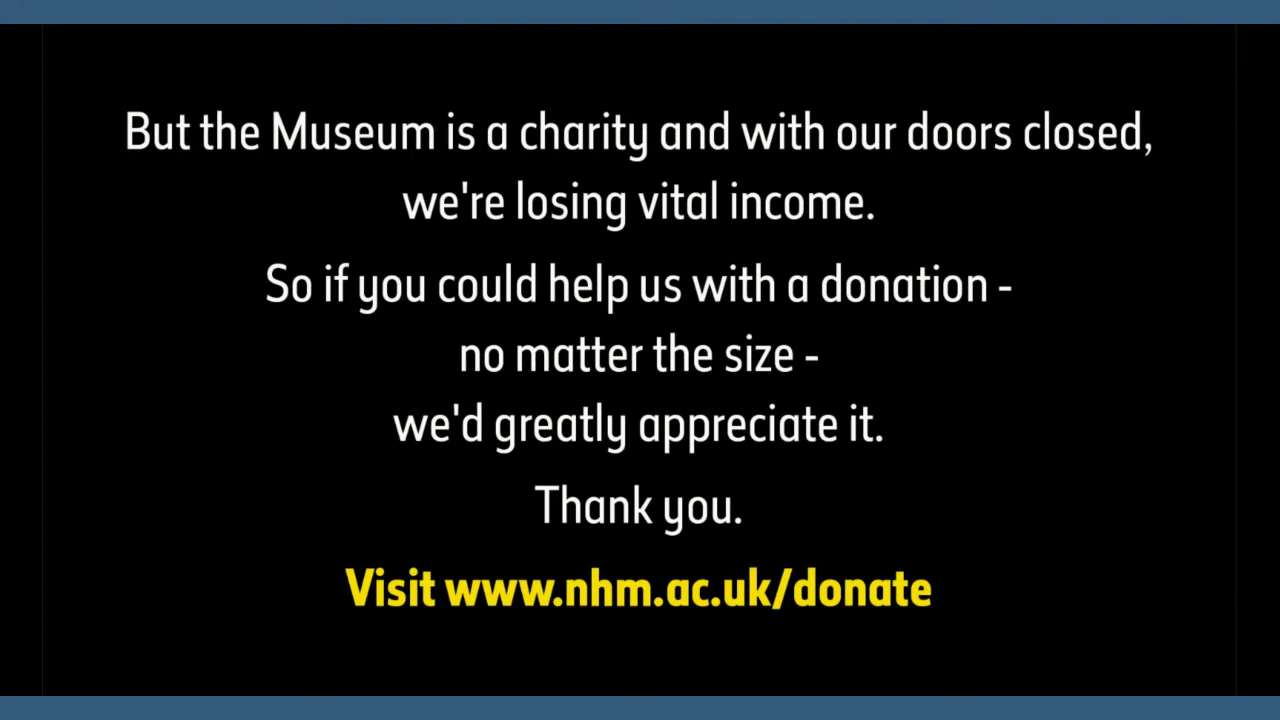 But the Museum is a charity and with our doors closed,
we're losing vital income.
So if you could help us with a donation -
no matter the size -
we'd greatly appreciate it.
Thank you.
Visit www.nhm.ac.uk/donate